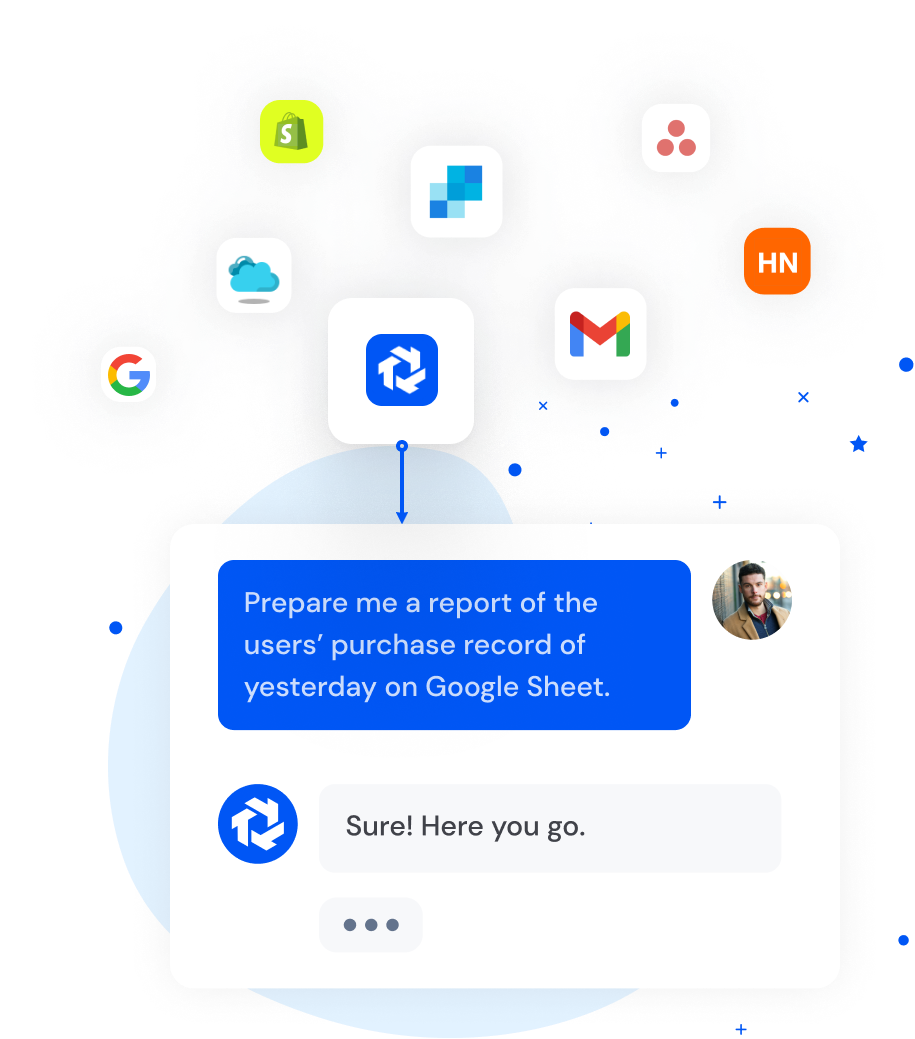 S
HN
G
Prepare me a report of the
users’ purchase record of
yesterday on Google Sheet.
Sure! Here you go.